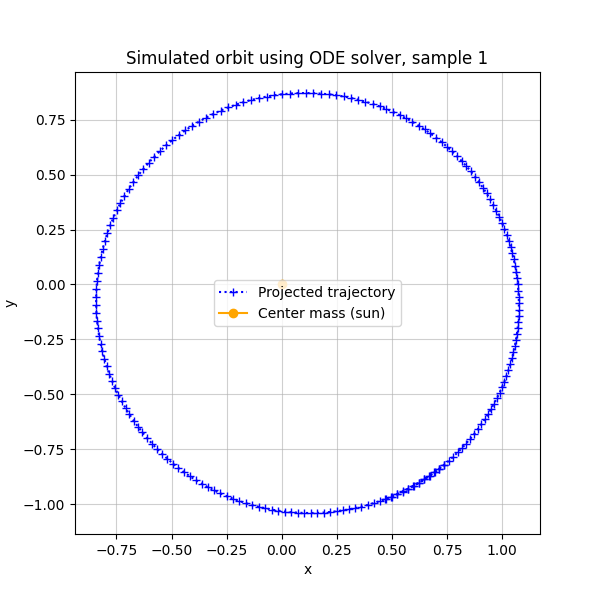 Simulated orbit using ODE solver, sample 1
0.75
0.50
0.25
0.00
−0.25
−0.50
−0.75
−1.00
y
Projected trajectory
Center mass (sun)
−0.75 −0.50 −0.25 0.00 0.25 0.50 0.75 1.00
x